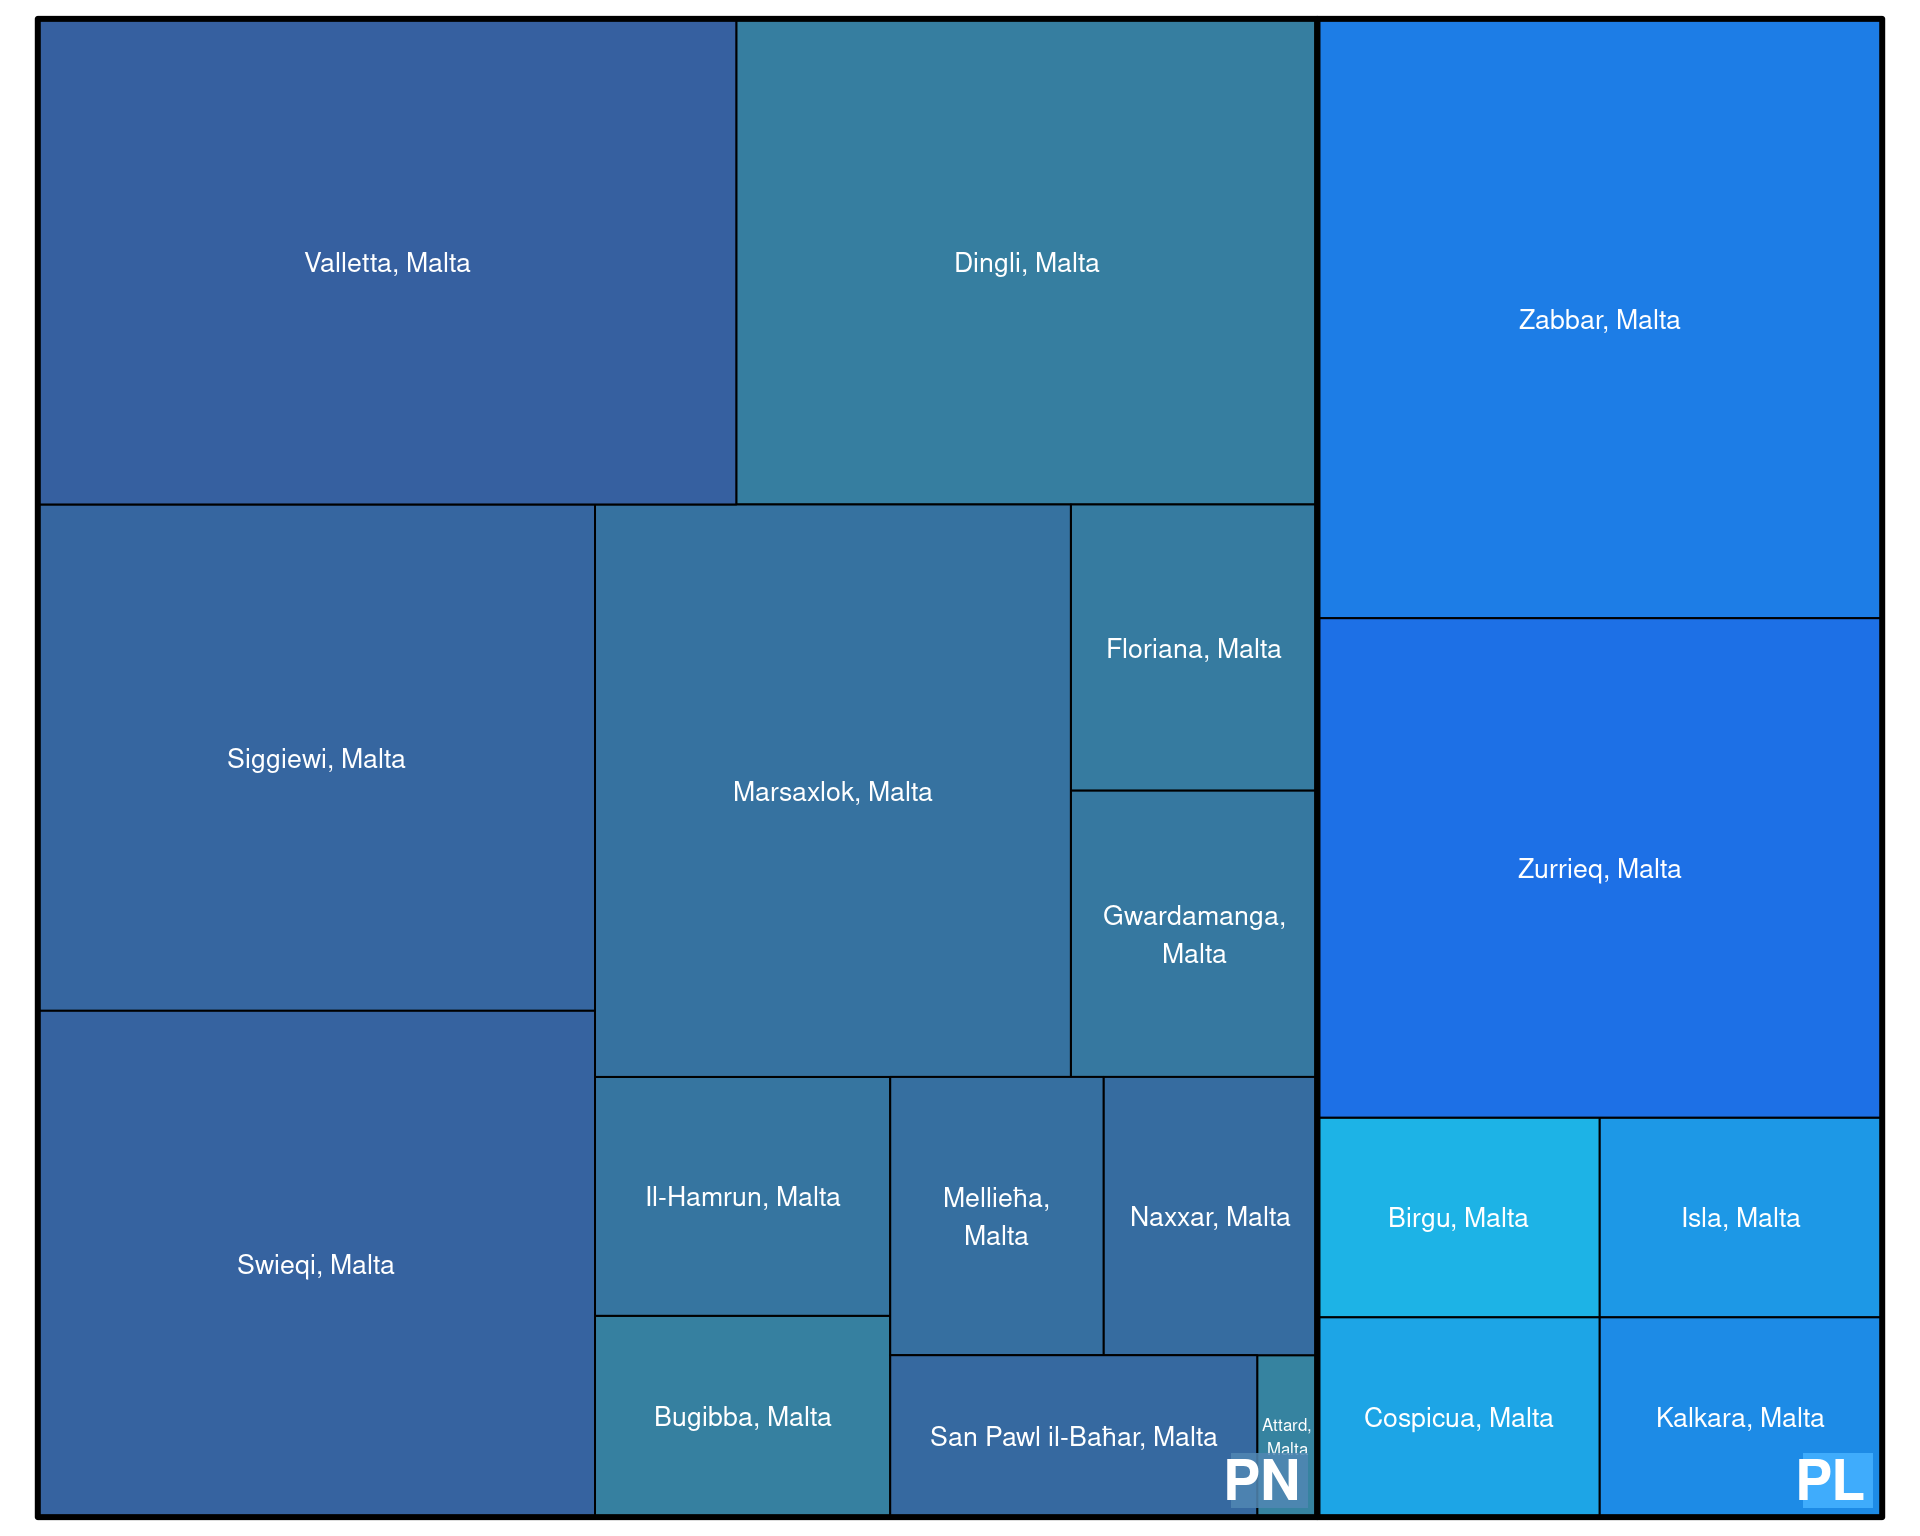 Valletta, Malta
Dingli, Malta
Zabbar, Malta
Siggiewi, Malta
Marsaxlok, Malta
Floriana, Malta
Gwardamanga,
Malta
Zurrieq, Malta
Swieqi, Malta
Il-Hamrun, Malta
Mellieħa,
Malta
Naxxar, Malta
Birgu, Malta
Isla, Malta
Bugibba, Malta
San Pawl il-Baħar, Malta
Attard,
Malta
Cospicua, Malta
Kalkara, Malta
PN
PL